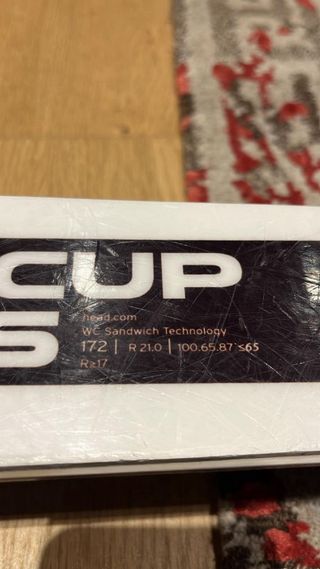 CUP
S
head.com
WC Sandwich Technology
172 | R 21.0 | 100.65.87 ≤65
R≥17